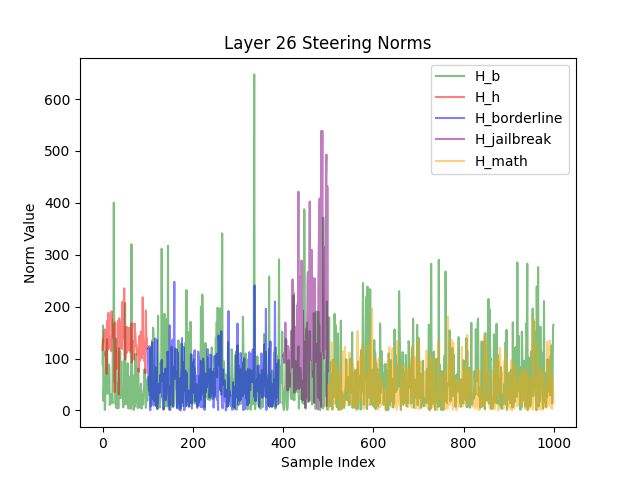 Layer 26 Steering Norms
H_b
H_h
H_borderline
H_jailbreak
H_math
Norm Value
600
500
400
300
200
100
0
0 200 400 600 800 1000
Sample Index